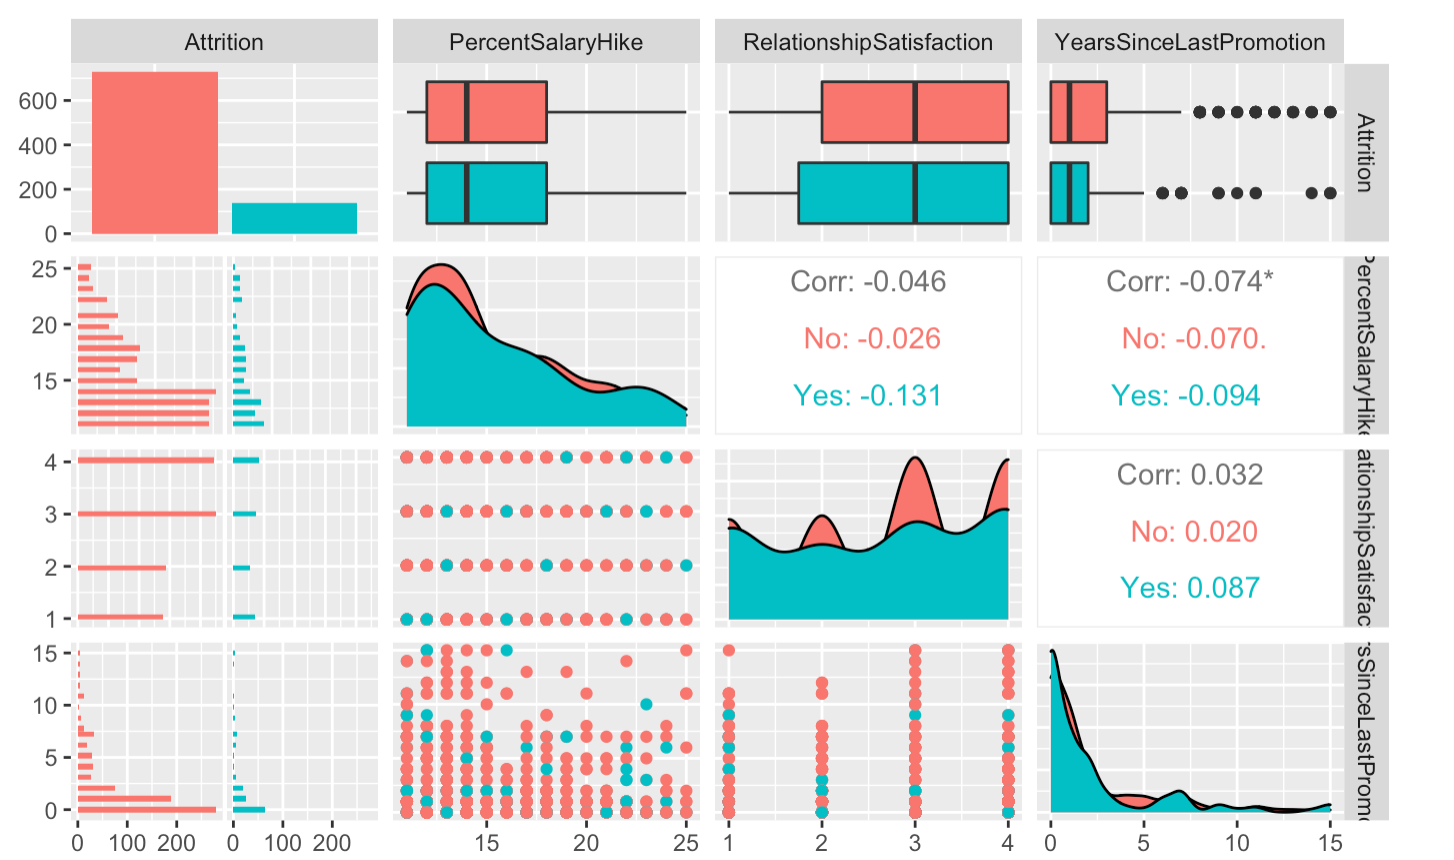 Attrition PercentSalaryHike RelationshipSatisfaction YearsSinceLastPromotion
600
400
200
0
Attrition
25
20
15
Corr: -0.046
No: -0.026
Yes: -0.131
Corr: -0.074*
No: -0.070.
Yes: -0.094
PercentSalaryHike
4
3
2
1
Corr: 0.032
No: 0.020
Yes: 0.087
ationshipSatisfac
15
10
5
0
rsSinceLastPromo
0 100 200 0 100 200 15 20 25 1 2 3 4 0 5 10 15